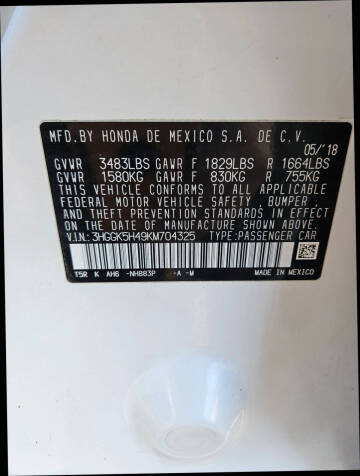 MFD.BY HONDA DE MEXICO S.A. DE C.V.
05/'18
GVWR 3483LBS GAWR F 1829LBS R 1664LBS
GVWR 1580KG GAWR F 830KG R 755KG
THIS VEHICLE CONFORMS TO ALL APPLICABLE
FEDERAL MOTOR VEHICLE SAFETY, BUMPER,
AND THEFT PREVENTION STANDARDS IN EFFECT
ON THE DATE OF MANUFACTURE SHOWN ABOVE.
V.I.N.:3HGGK5H49KM704325 TYPE:PASSENGER CAR
T5R K AH6 -NH883P -A -M MADE IN MEXICO